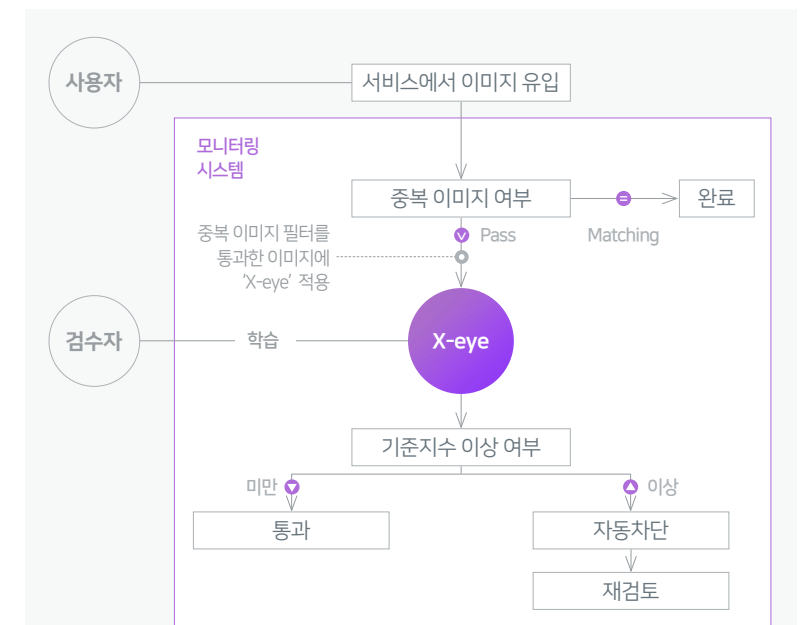 사용자
서비스에서 이미지 유입
모니터링
시스템
중복 이미지 여부
완료
Pass
Matching
중복 이미지 필터를
통과한 이미지에
'X-eye' 적용
검수자
학습
X-eye
기준지수 이상 여부
미만
이상
통과
자동차단
재검토